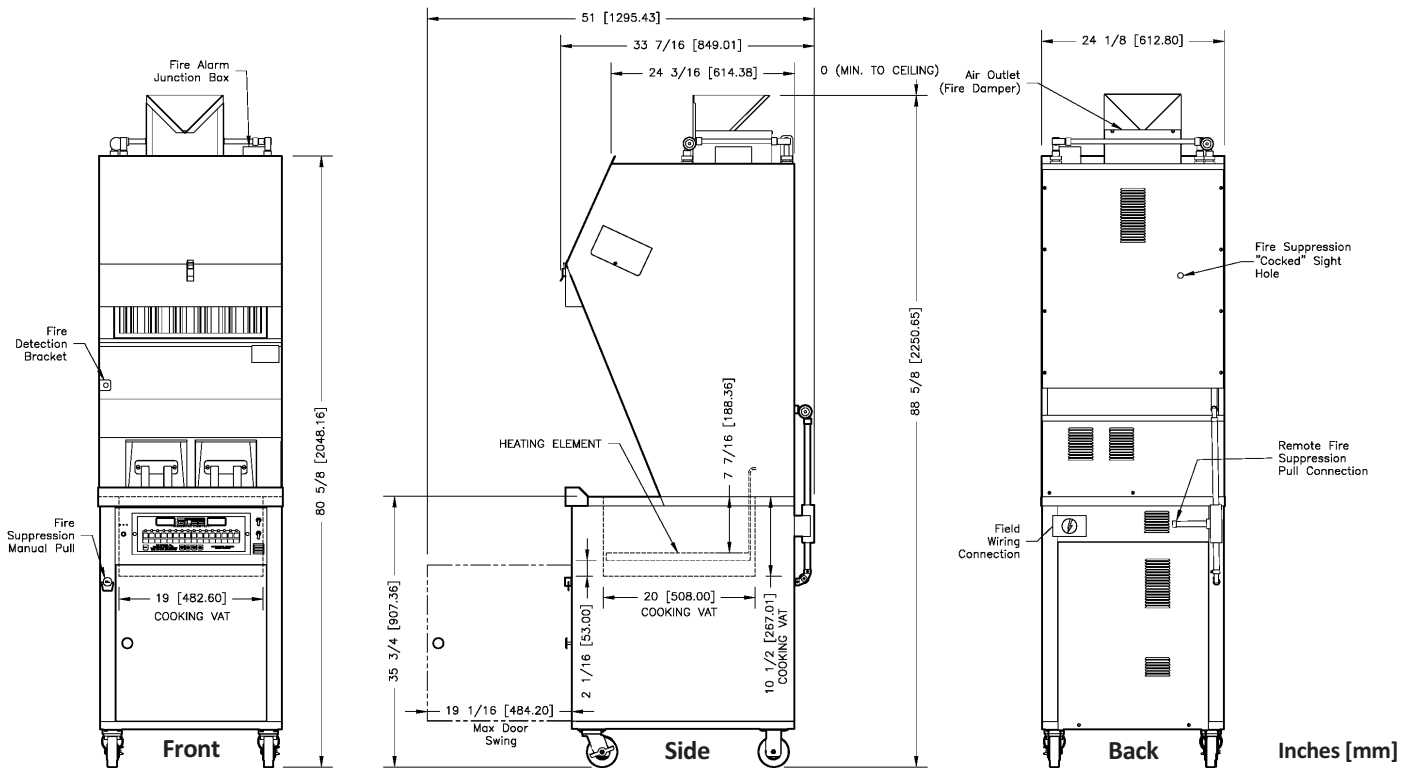 Fire Alarm
Junction Box
Fire
Detection
Bracket
Fire
Suppression
Manual Pull
19 [482.60]
COOKING VAT
80 5/8 [2048.16]
Front
51 [1295.43]
33 7/16 [849.01]
24 3/16 [614.38]
0 (MIN. TO CEILING)
88 5/8 [2250.65]
HEATING ELEMENT
7 7/16 [188.36]
35 3/4 [907.36]
20 [508.00]
COOKING VAT
2 1/16 [53.00]
10 1/2 [267.01]
COOKING VAT
19 1/16 [484.20]
Max Door
Swing
Side
24 1/8 [612.80]
Air Outlet
(Fire Damper)
Fire Suppression
"Cocked" Sight
Hole
Remote Fire
Suppression
Pull Connection
Field
Wiring
Connection
Back
Inches [mm]